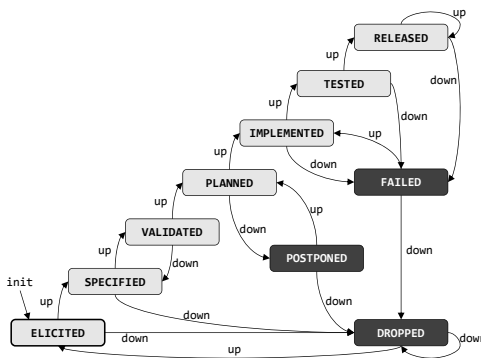 up
RELEASED
up
down
TESTED
up
down
IMPLEMENTED
up
up
down
PLANNED
FAILED
up
up
down
VALIDATED
up
down
POSTPONED
down
init
SPECIFIED
up
down
down
ELICITED
down
DROPPED
down
up